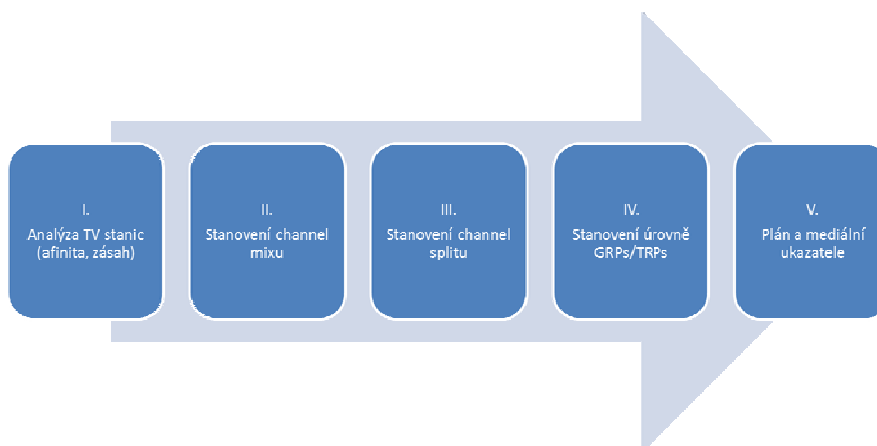 I.
Analýza TV stanic
(afinita, zásah)
II.
Stanovení channel
mixu
III.
Stanovení channel
splitu
IV.
Stanovení úrovně
GRPs/TRPs
V.
Plán a mediální
ukazatele